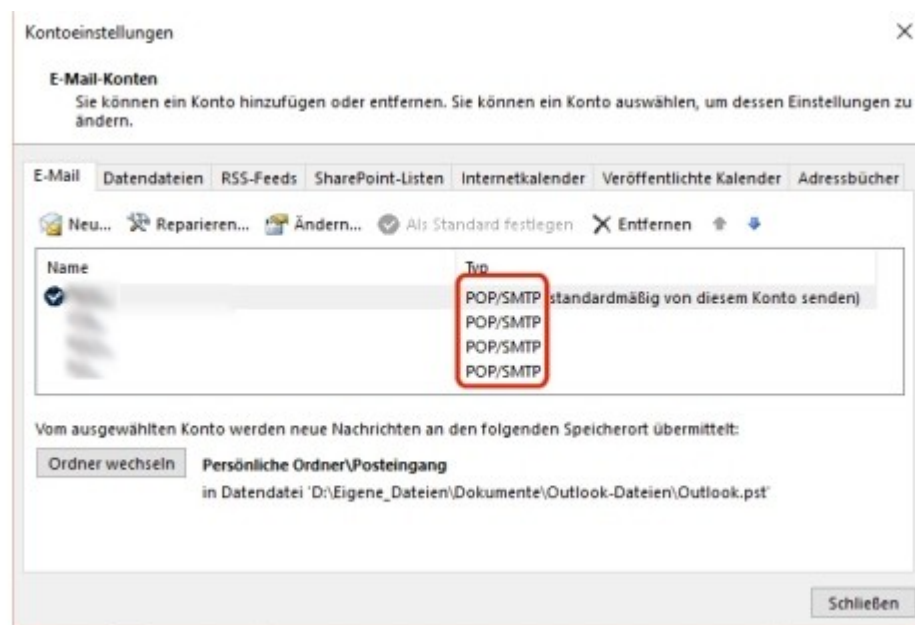 Kontoeinstellungen
E-Mail-Konten
Sie können ein Konto hinzufügen oder entfernen. Sie können ein Konto auswählen, um dessen Einstellungen zu
ändern.
E-Mail Datendateien RSS-Feeds SharePoint-Listen Internetkalender Veröffentlichte Kalender Adressbücher
Neu... Reparieren... Ändern... Als Standard festlegen Entfernen
Name Typ
POP/SMTP standardmäßig von diesem Konto senden)
POP/SMTP
POP/SMTP
POP/SMTP
Vom ausgewählten Konto werden neue Nachrichten an den folgenden Speicherort übermittelt:
Ordner wechseln Persönliche Ordner\Posteingang
in Datendatei 'D:\Eigene_Dateien\Dokumente\Outlook-Dateien\Outlook.pst'
Schließen